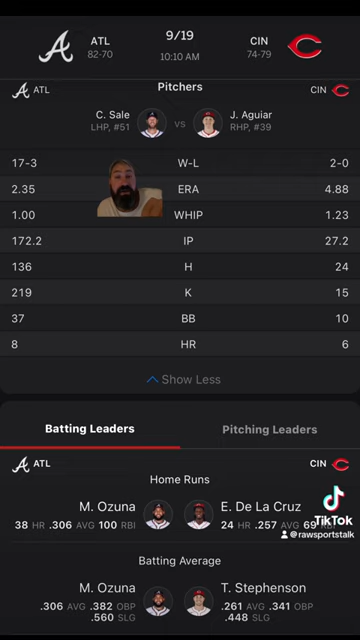 ATL 9/19 CIN
82-70 10:10 AM 74-79
ATL Pitchers CIN
C. Sale J. Aguiar
LHP, #51 vs RHP, #39
17-3 W-L 2-0
2.35 ERA 4.88
1.00 WHIP 1.23
172.2 IP 27.2
136 H 24
219 K 15
37 BB 10
8 HR 6
Show Less
Batting Leaders Pitching Leaders
ATL CIN
Home Runs
M. Ozuna E. De La Cruz
38 HR .306 AVG 100 RBI 24 HR .257 AVG 69 RBI
TikTok
@rawsportstalk
Batting Average
M. Ozuna T. Stephenson
.306 AVG .382 OBP .261 AVG .341 OBP
.560 SLG .448 SLG